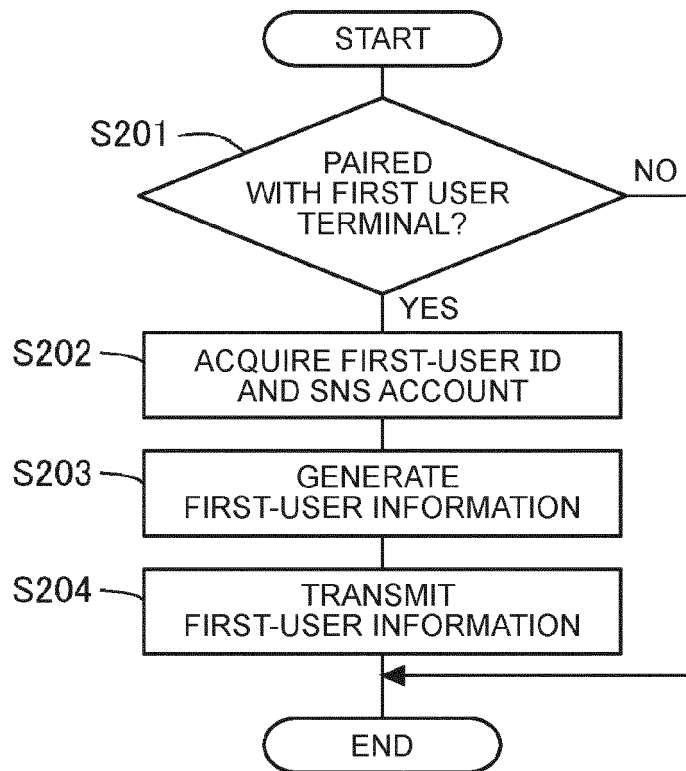 START
S201
PAIRED
WITH FIRST USER
TERMINAL?
NO
YES
S202
ACQUIRE FIRST-USER ID
AND SNS ACCOUNT
S203
GENERATE
FIRST-USER INFORMATION
S204
TRANSMIT
FIRST-USER INFORMATION
END